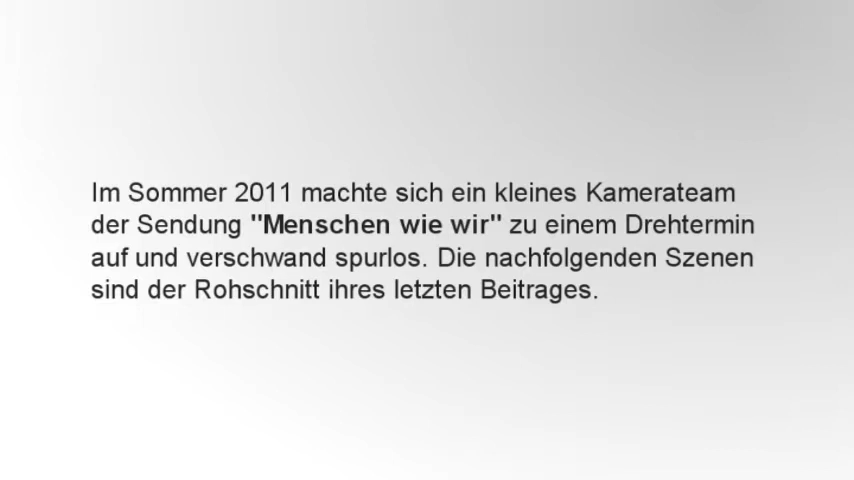 Im Sommer 2011 machte sich ein kleines Kamerateam
der Sendung "Menschen wie wir" zu einem Drehtermin
auf und verschwand spurlos. Die nachfolgenden Szenen
sind der Rohschnitt ihres letzten Beitrages.